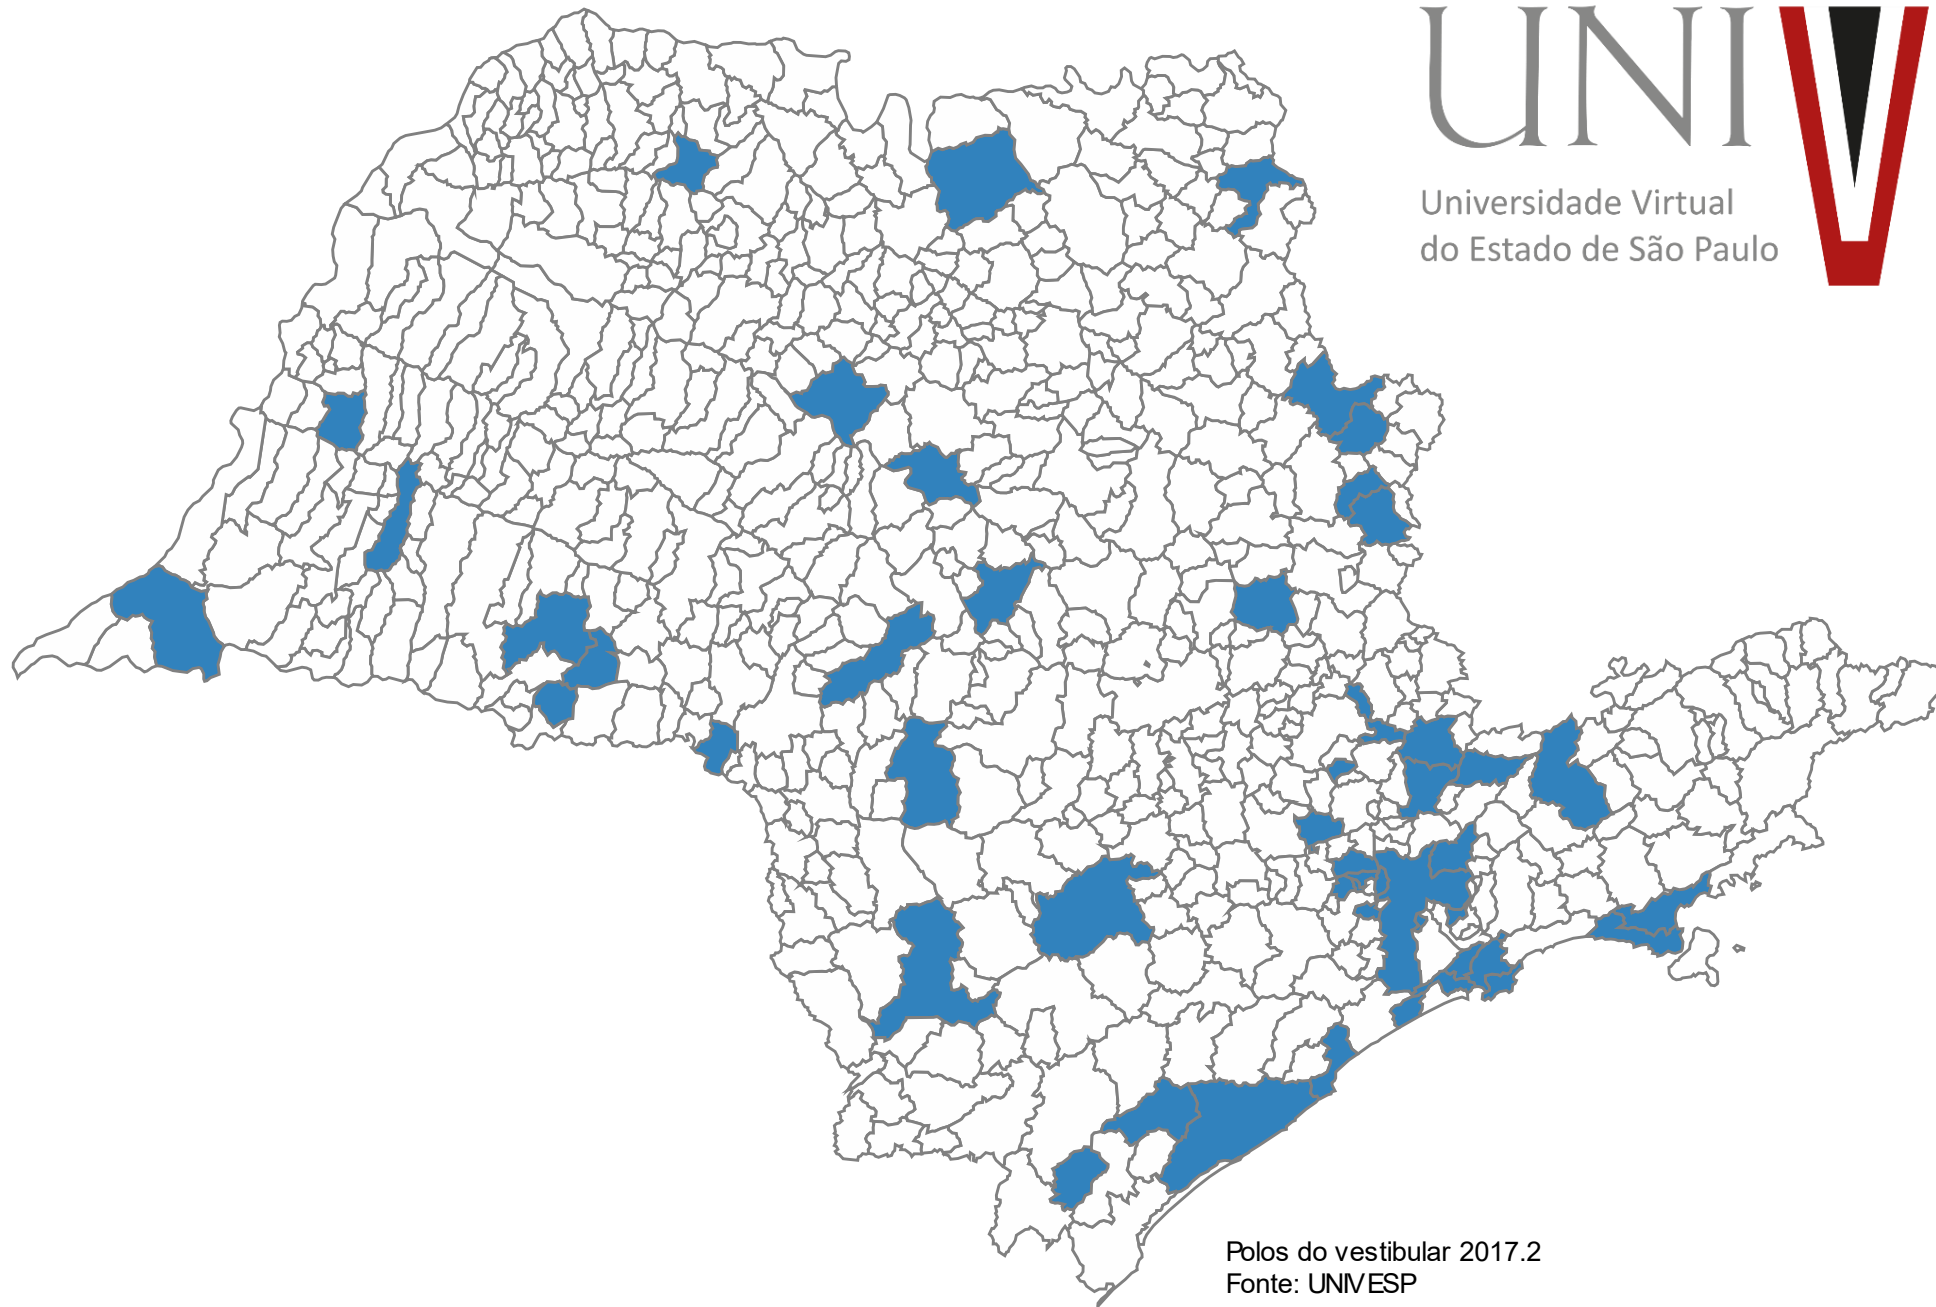 UNIV
Universidade Virtual
do Estado de São Paulo
Polos do vestibular 2017.2
Fonte: UNIVESP